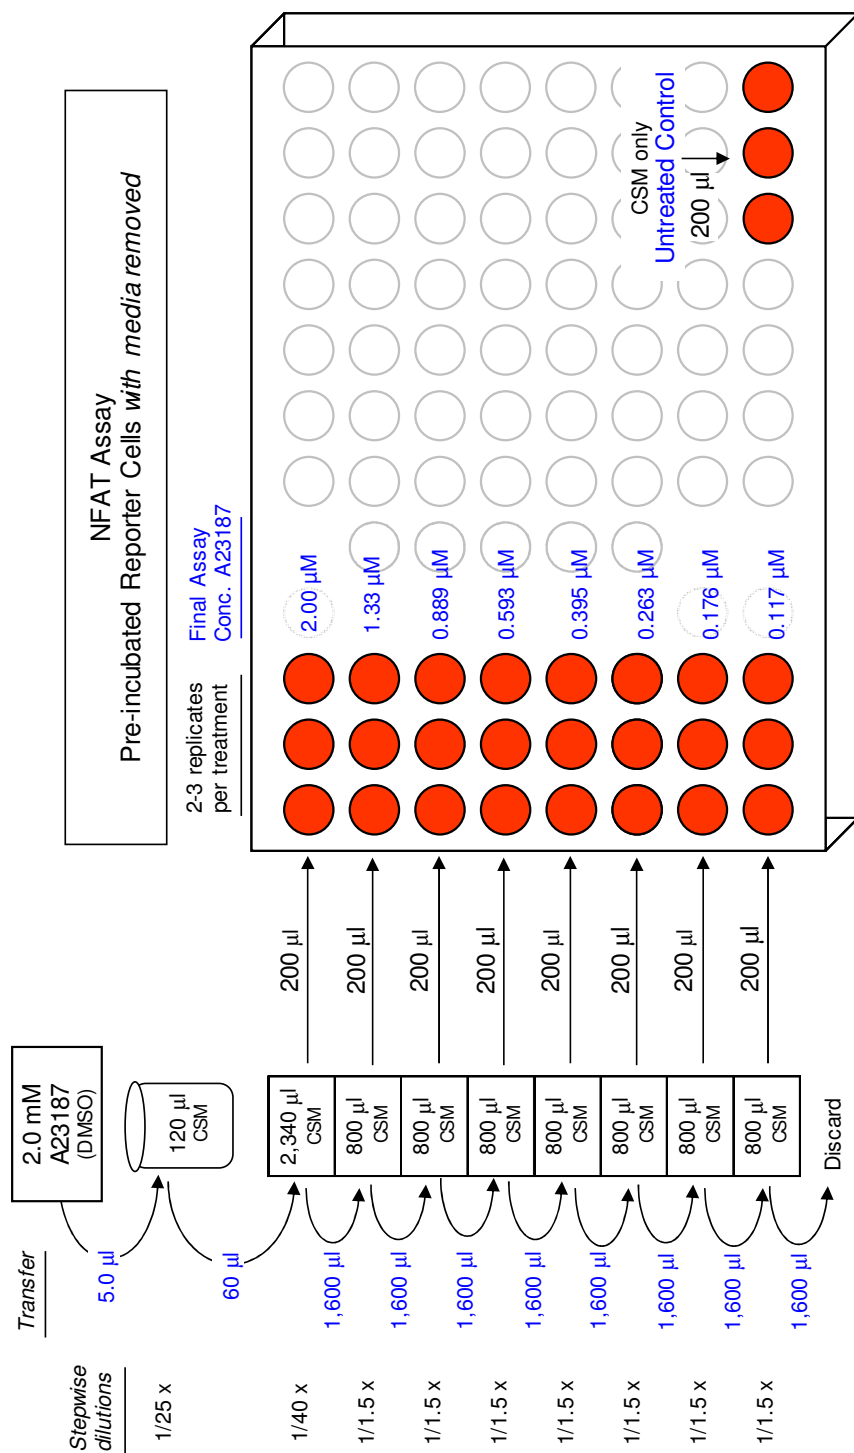 NFAT Assay
Pre-incubated Reporter Cells with media removed
Stepwise
dilutions
Transfer
2-3 replicates
per treatment
Final Assay
Conc. A23187
2.0 mM
A23187
(DMSO)
1/25 x
5.0 µl
120 µl
CSM
60 µl
1/40 x
2,340 µl
CSM
200 µl
2.00 µM
1/1.5 x
1,600 µl
800 µl
CSM
200 µl
1.33 µM
1/1.5 x
1,600 µl
800 µl
CSM
200 µl
0.889 µM
1/1.5 x
1,600 µl
800 µl
CSM
200 µl
0.593 µM
1/1.5 x
1,600 µl
800 µl
CSM
200 µl
0.395 µM
1/1.5 x
1,600 µl
800 µl
CSM
200 µl
0.263 µM
1/1.5 x
1,600 µl
800 µl
CSM
200 µl
0.176 µM
1/1.5 x
1,600 µl
800 µl
CSM
200 µl
0.117 µM
1,600 µl
Discard
CSM only
Untreated Control
200 µl